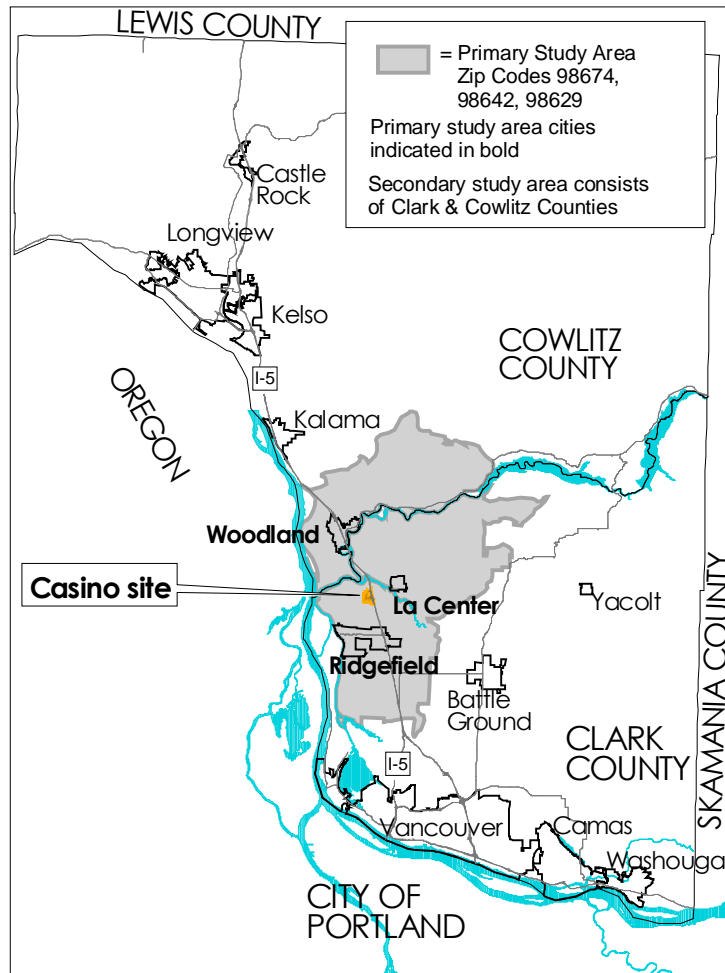 LEWIS COUNTY
= Primary Study Area
Zip Codes 98674,
98642, 98629
Primary study area cities
indicated in bold
Secondary study area consists
of Clark & Cowlitz Counties
Castle
Rock
Longview
Kelso
COWLITZ
COUNTY
I-5
OREGON
Kalama
Woodland
Casino site
La Center
Yacolt
SKAMANIA COUNTY
Ridgefield
Battle
Ground
CLARK
COUNTY
I-5
Vancouver
Camas
Washouga
CITY OF
PORTLAND